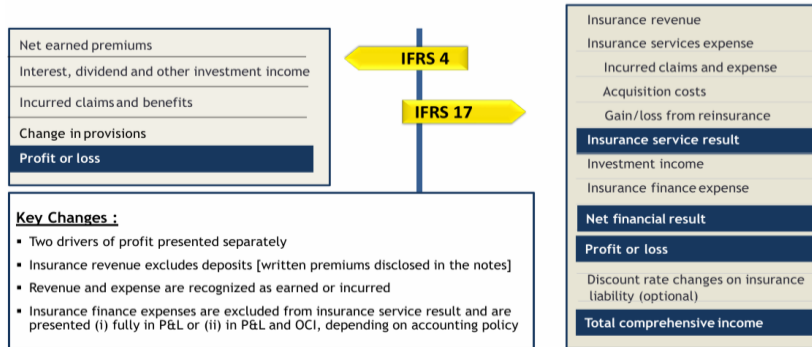 Net earned premiums
Interest, dividend and other investment income
Incurred claims and benefits
Change in provisions
Profit or loss
IFRS 4
IFRS 17
Key Changes :
▪ Two drivers of profit presented separately
▪ Insurance revenue excludes deposits [written premiums disclosed in the notes]
▪ Revenue and expense are recognized as earned or incurred
▪ Insurance finance expenses are excluded from insurance service result and are
presented (i) fully in P&L or (ii) in P&L and OCI, depending on accounting policy
Insurance revenue
Insurance services expense
Incurred claims and expense
Acquisition costs
Gain/loss from reinsurance
Insurance service result
Investment income
Insurance finance expense
Net financial result
Profit or loss
Discount rate changes on insurance
liability (optional)
Total comprehensive income